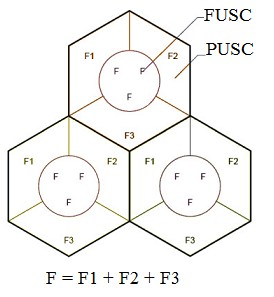 FUSC
PUSC
F1 F2
F F
F
F3
F1 F2 F1 F2
F F F F
F F
F3 F3
F = F1 + F2 + F3